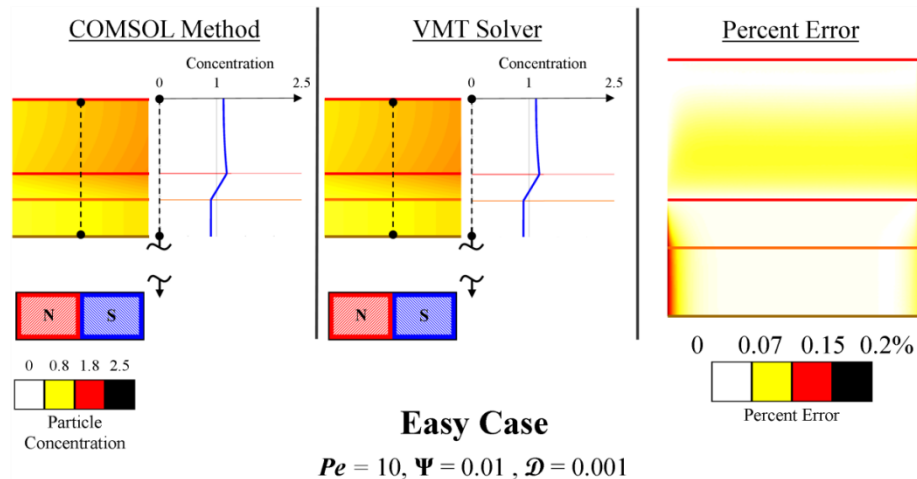 COMSOL Method
Concentration
0 1 2.5
N S
0 0.8 1.8 2.5
Particle
Concentration
VMT Solver
Concentration
0 1 2.5
N S
Percent Error
0 0.07 0.15 0.2%
Percent Error
Easy Case
Pe = 10, Ψ = 0.01 , 𝒟 = 0.001